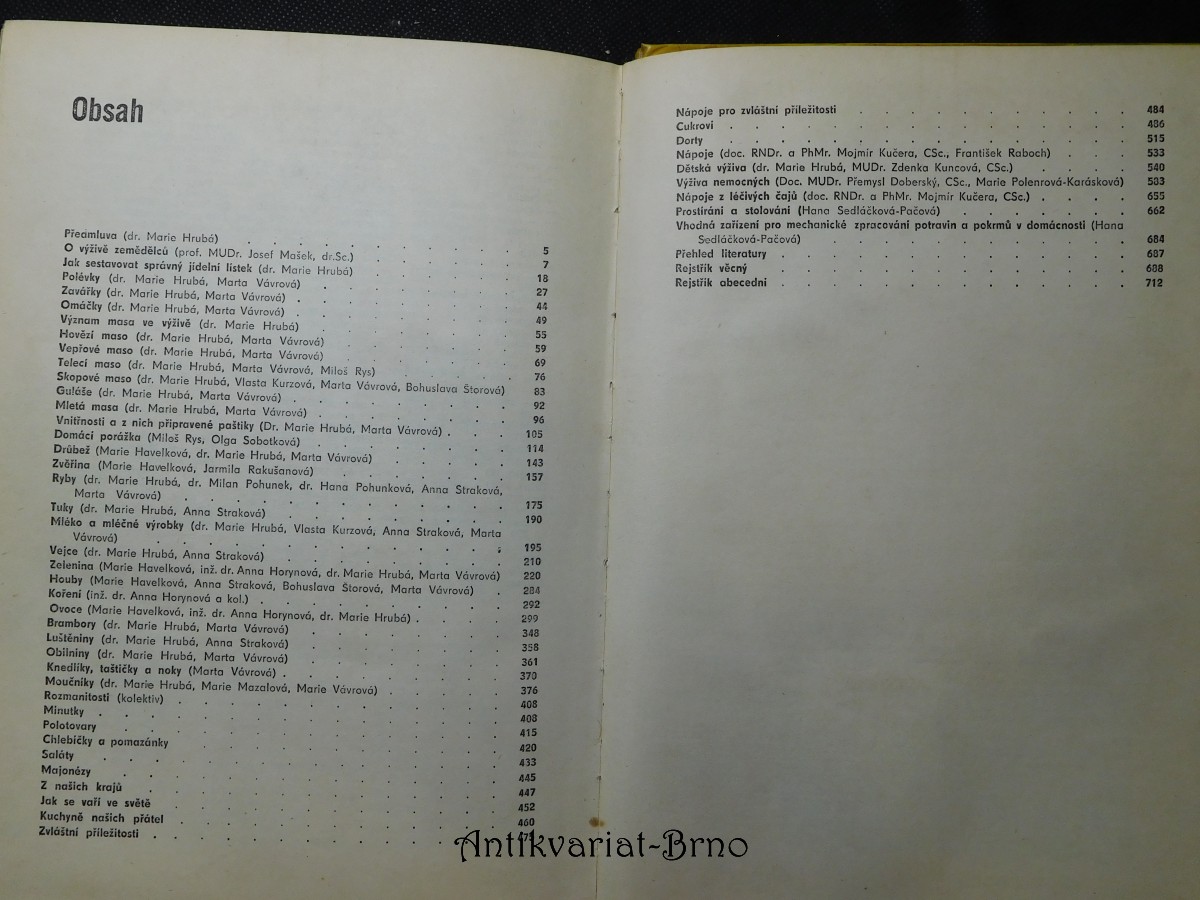 Obsah
Předmluva (dr. Marie Hrubá) 5
O výživě zemědělců (prof. MUDr. Josef Mašek, dr.Sc.) 7
Jak sestavovat správný jídelní lístek (dr. Marie Hrubá) 18
Polévky (dr. Marie Hrubá, Marta Vávrová) 27
Zavářky (dr. Marie Hrubá, Marta Vávrová) 44
Omáčky (dr. Marie Hrubá, Marta Vávrová) 49
Význam masa ve výživě (dr. Marie Hrubá) 55
Hovězí maso (dr. Marie Hrubá, Marta Vávrová) 59
Vepřové maso (dr. Marie Hrubá, Marta Vávrová) 69
Telecí maso (dr. Marie Hrubá, Marta Vávrová, Miloš Rys) 76
Skopové maso (dr. Marie Hrubá, Vlasta Kurzová, Marta Vávrová, Bohuslava Štorová) 83
Guláše (dr. Marie Hrubá, Marta Vávrová) 92
Mletá masa (dr. Marie Hrubá, Marta Vávrová) 96
Vnitřnosti a z nich připravené paštiky (Dr. Marie Hrubá, Marta Vávrová) 105
Domácí porážka (Miloš Rys, Olga Sobotková) 114
Drůbež (Marie Havelková, dr. Marie Hrubá, Marta Vávrová) 143
Zvěřina (Marie Havelková, Jarmila Rakušanová) 157
Ryby (dr. Marie Hrubá, dr. Milan Pohunek, dr. Hana Pohunková, Anna Straková,
Marta Vávrová) 175
Tuky (dr. Marie Hrubá, Anna Straková) 190
Mléko a mléčné výrobky (dr. Marie Hrubá, Vlasta Kurzová, Anna Straková, Marta
Vávrová) 195
Vejce (dr. Marie Hrubá, Anna Straková) 210
Zelenina (Marie Havelková, inž. dr. Anna Horynová, dr. Marie Hrubá, Marta Vávrová) 220
Houby (Marie Havelková, Anna Straková, Bohuslava Štorová, Marta Vávrová) 284
Koření (inž. dr. Anna Horynová a kol.) 292
Ovoce (Marie Havelková, inž. dr. Anna Horynová, dr. Marie Hrubá) 299
Brambory (dr. Marie Hrubá, Marta Vávrová) 348
Luštěniny (dr. Marie Hrubá, Anna Straková) 358
Obilniny (dr. Marie Hrubá, Marta Vávrová) 361
Knedlíky, taštičky a noky (Marta Vávrová) 370
Moučníky (dr. Marie Hrubá, Marie Mazalová, Marie Vávrová) 376
Rozmanitosti (kolektiv) 408
Minutky 408
Polotovary 415
Chlebíčky a pomazánky 420
Saláty 433
Majonézy 445
Z našich krajů 447
Jak se vaří ve světě 452
Kuchyně našich přátel 460
Zvláštní příležitosti
Nápoje pro zvláštní příležitosti 484
Cukroví 486
Dorty 515
Nápoje (doc. RNDr. a PhMr. Mojmír Kučera, CSc., František Raboch) 533
Dětská výživa (dr. Marie Hrubá, MUDr. Zdenka Kuncová, CSc.) 540
Výživa nemocných (Doc. MUDr. Přemysl Doberský, CSc., Marie Polenrová-Karásková) 583
Nápoje z léčivých čajů (doc. RNDr. a PhMr. Mojmír Kučera, CSc.) 655
Prostírání a stolování (Hana Sedláčková-Pačová) 662
Vhodná zařízení pro mechanické zpracování potravin a pokrmů v domácnosti (Hana
Sedláčková-Pačová) 684
Přehled literatury 687
Rejstřík věcný 688
Rejstřík abecední 712
Antikvariat-Brno